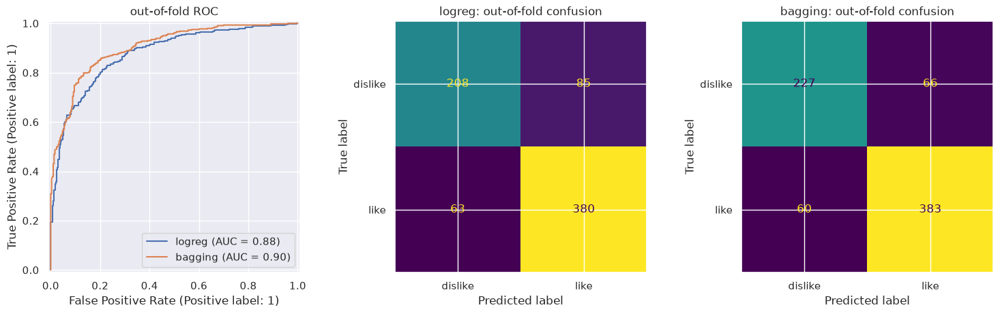 out-of-fold ROC
True Positive Rate (Positive label: 1)
1.0
0.8
0.6
0.4
0.2
0.0
logreg (AUC = 0.88)
bagging (AUC = 0.90)
0.0 0.2 0.4 0.6 0.8 1.0
False Positive Rate (Positive label: 1)
logreg: out-of-fold confusion
True label
dislike 208 85
like 63 380
dislike like
Predicted label
bagging: out-of-fold confusion
True label
dislike 227 66
like 60 383
dislike like
Predicted label